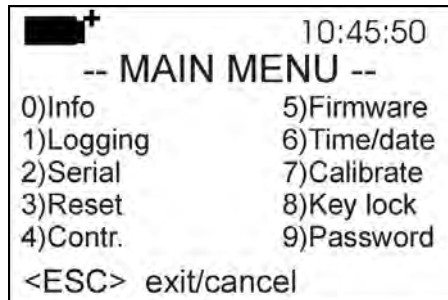 10:45:50
-- MAIN MENU --
0)Info 5)Firmware
1)Logging 6)Time/date
2)Serial 7)Calibrate
3)Reset 8)Key lock
4)Contr. 9)Password
<ESC> exit/cancel